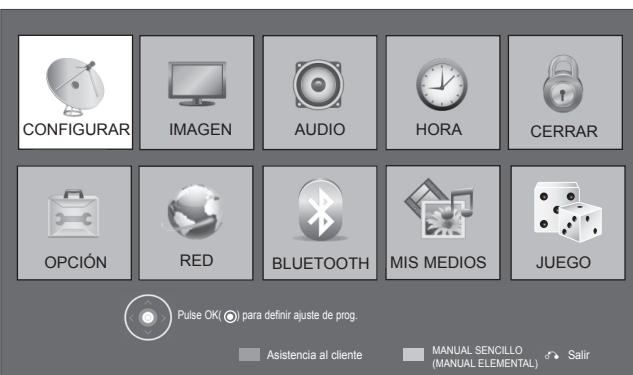 CONFIGURAR
IMAGEN
AUDIO
HORA
CERRAR
OPCIÓN
RED
BLUETOOTH
MIS MEDIOS
JUEGO
Pulse OK(◉) para definir ajuste de prog.
Asistencia al cliente
MANUAL SENCILLO
(MANUAL ELEMENTAL)
Salir